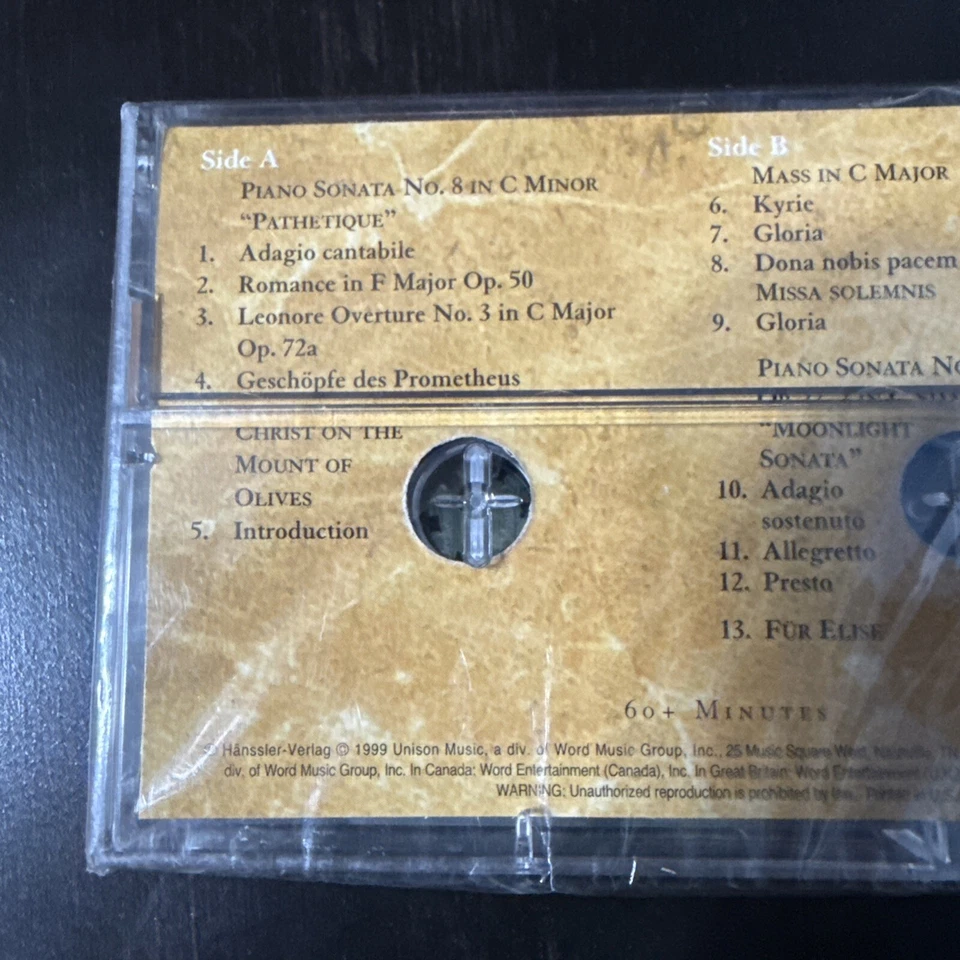 Side A
PIANO SONATA NO. 8 IN C MINOR
"PATHETIQUE"
1. Adagio cantabile
2. Romance in F Major Op. 50
3. Leonore Overture No. 3 in C Major
Op. 72a
4. Geschöpfe des Prometheus
CHRIST ON THE
MOUNT OF
OLIVES
5. Introduction
Side B
MASS IN C MAJOR
6. Kyrie
7. Gloria
8. Dona nobis pacem
MISSA SOLEMNIS
9. Gloria
PIANO SONATA
"MOONLIGHT
SONATA"
10. Adagio
sostenuto
11. Allegretto
12. Presto
13. FÜR ELISE
60+ MINUTES
Hänssler-Verlag © 1999 Unison Music, a div. of Word Music Group, Inc., 25 Music Square West, Nashville,
div. of Word Music Group, Inc. In Canada: Word Entertainment (Canada), Inc. In Great Britain: Word Entertainment
WARNING: Unauthorized reproduction is prohibited by law. Printed in